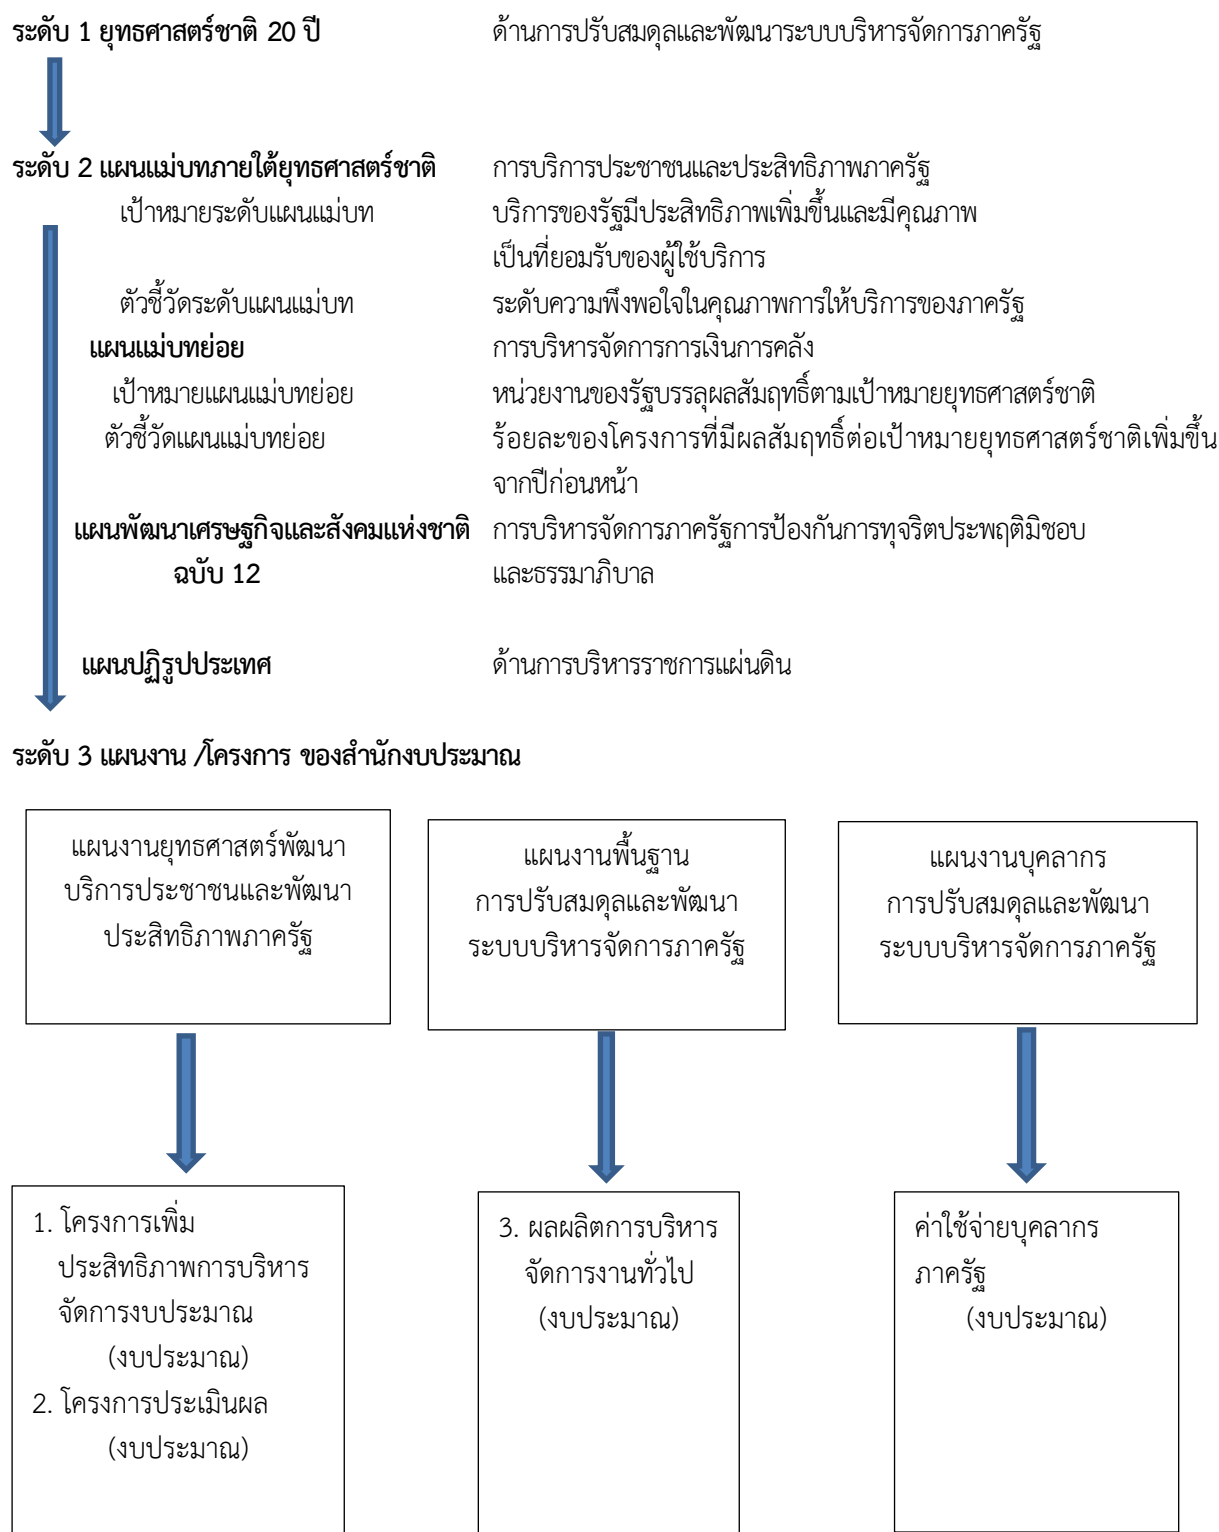 ระดับ 1 ยุทธศาสตร์ชาติ 20 ปี ด้านการปรับสมดุลและพัฒนาระบบบริหารจัดการภาครัฐ
ระดับ 2 แผนแม่บทภายใต้ยุทธศาสตร์ชาติ การบริการประชาชนและประสิทธิภาพภาครัฐ
เป้าหมายระดับแผนแม่บท บริการของรัฐมีประสิทธิภาพเพิ่มขึ้นและมีคุณภาพ
เป็นที่ยอมรับของผู้ใช้บริการ
ตัวชี้วัดระดับแผนแม่บท ระดับความพึงพอใจในคุณภาพการให้บริการของภาครัฐ
แผนแม่บทย่อย การบริหารจัดการการเงินการคลัง
เป้าหมายแผนแม่บทย่อย หน่วยงานของรัฐบรรลุผลสัมฤทธิ์ตามเป้าหมายยุทธศาสตร์ชาติ
ตัวชี้วัดแผนแม่บทย่อย ร้อยละของโครงการที่มีผลสัมฤทธิ์ต่อเป้าหมายยุทธศาสตร์ชาติเพิ่มขึ้น
จากปีก่อนหน้า
แผนพัฒนาเศรษฐกิจและสังคมแห่งชาติ การบริหารจัดการภาครัฐการป้องกันการทุจริตประพฤติมิชอบ
ฉบับ 12 และธรรมาภิบาล
แผนปฏิรูปประเทศ ด้านการบริหารราชการแผ่นดิน
ระดับ 3 แผนงาน /โครงการ ของสำนักงบประมาณ
แผนงานยุทธศาสตร์พัฒนา
บริการประชาชนและพัฒนา
ประสิทธิภาพภาครัฐ
แผนงานพื้นฐาน
การปรับสมดุลและพัฒนา
ระบบบริหารจัดการภาครัฐ
แผนงานบุคลากร
การปรับสมดุลและพัฒนา
ระบบบริหารจัดการภาครัฐ
1. โครงการเพิ่ม
ประสิทธิภาพการบริหาร
จัดการงบประมาณ
(งบประมาณ)
2. โครงการประเมินผล
(งบประมาณ)
3. ผลผลิตการบริหาร
จัดการงานทั่วไป
(งบประมาณ)
ค่าใช้จ่ายบุคลากร
ภาครัฐ
(งบประมาณ)